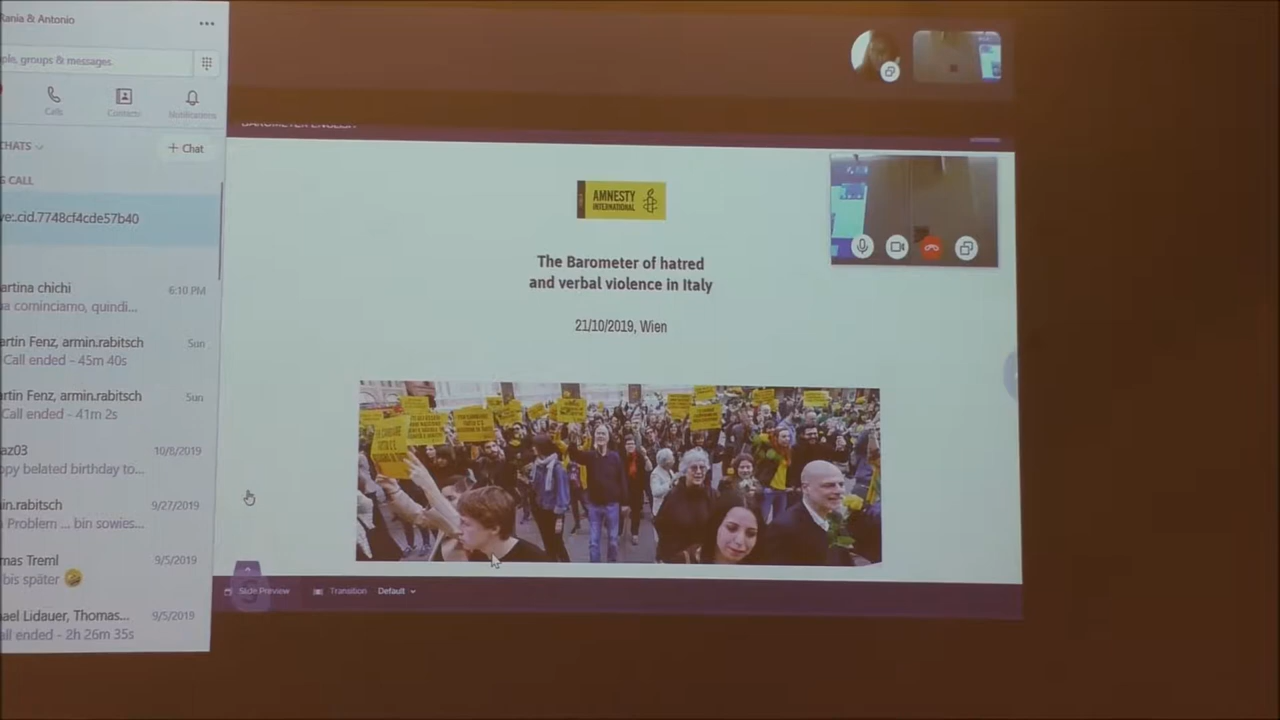 Rania & Antonio
ple, groups & messages.
Calls
Contacts
Notifications
CHATS
+ Chat
G CALL
ve:.cid.7748cf4cde57b40
artina chichi
6:10 PM
a cominciamo, quindi...
artin Fenz, armin.rabitsch
Sun
Call ended - 45m 40s
artin Fenz, armin.rabitsch
Sun
Call ended - 41m 2s
az03
10/8/2019
ppy belated birthday to...
in.rabitsch
9/27/2019
Problem ... bin sowies...
mas Treml
9/5/2019
bis später
ael Lidauer, Thomas...
9/5/2019
all ended - 2h 26m 35s
BAROMETER ENGLISH
AMNESTY
INTERNATIONAL
The Barometer of hatred
and verbal violence in Italy
21/10/2019, Wien
Slide Preview
Transition
Default